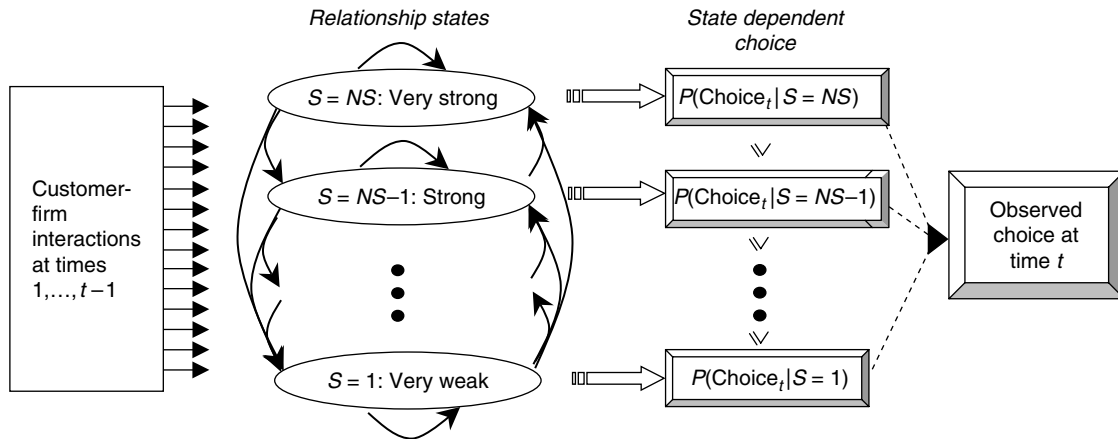 Relationship states
State dependent
choice
Customer-
firm
interactions
at times
1,..., t–1
S = NS: Very strong
S = NS–1: Strong
S = 1: Very weak
P(Choiceₜ|S = NS)
P(Choiceₜ|S = NS–1)
P(Choiceₜ|S = 1)
Observed
choice at
time t